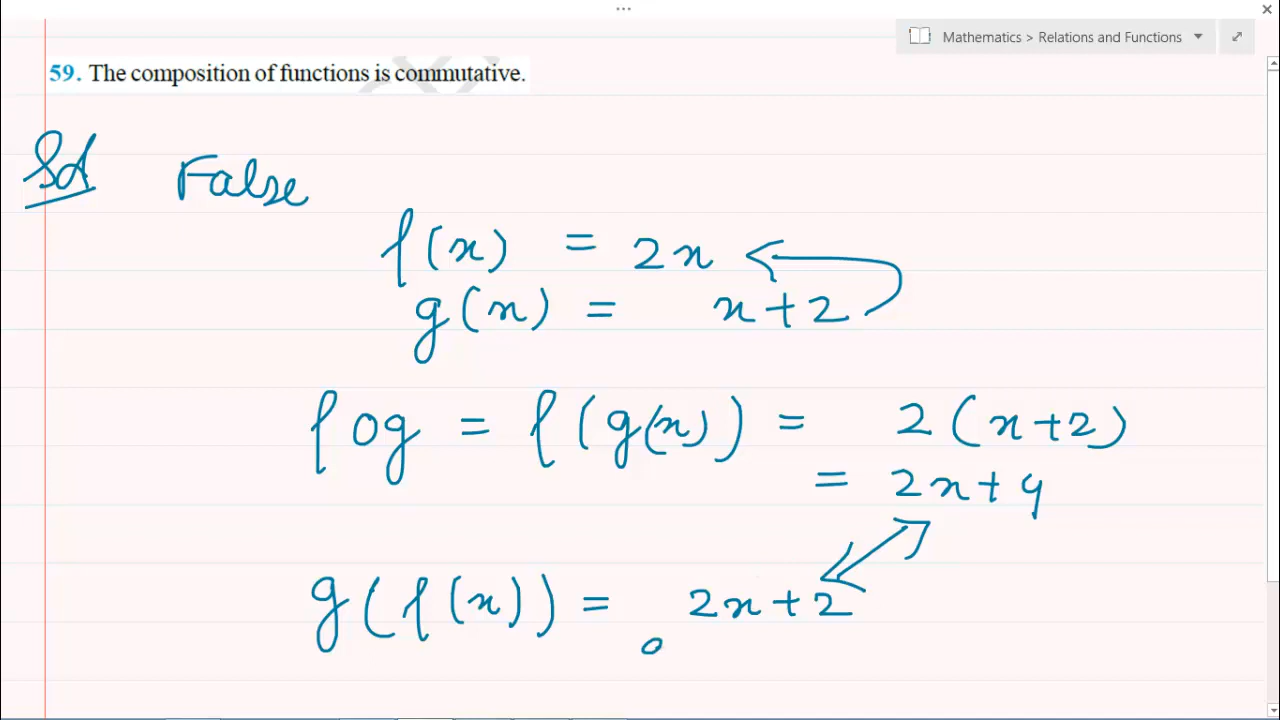 Mathematics > Relations and Functions
59. The composition of functions is commutative.
Sol
False
f(x) = 2x
g(x) = x+2
fog = f(g(x)) = 2(x+2)
= 2x+4
g(f(x)) = 2x+2